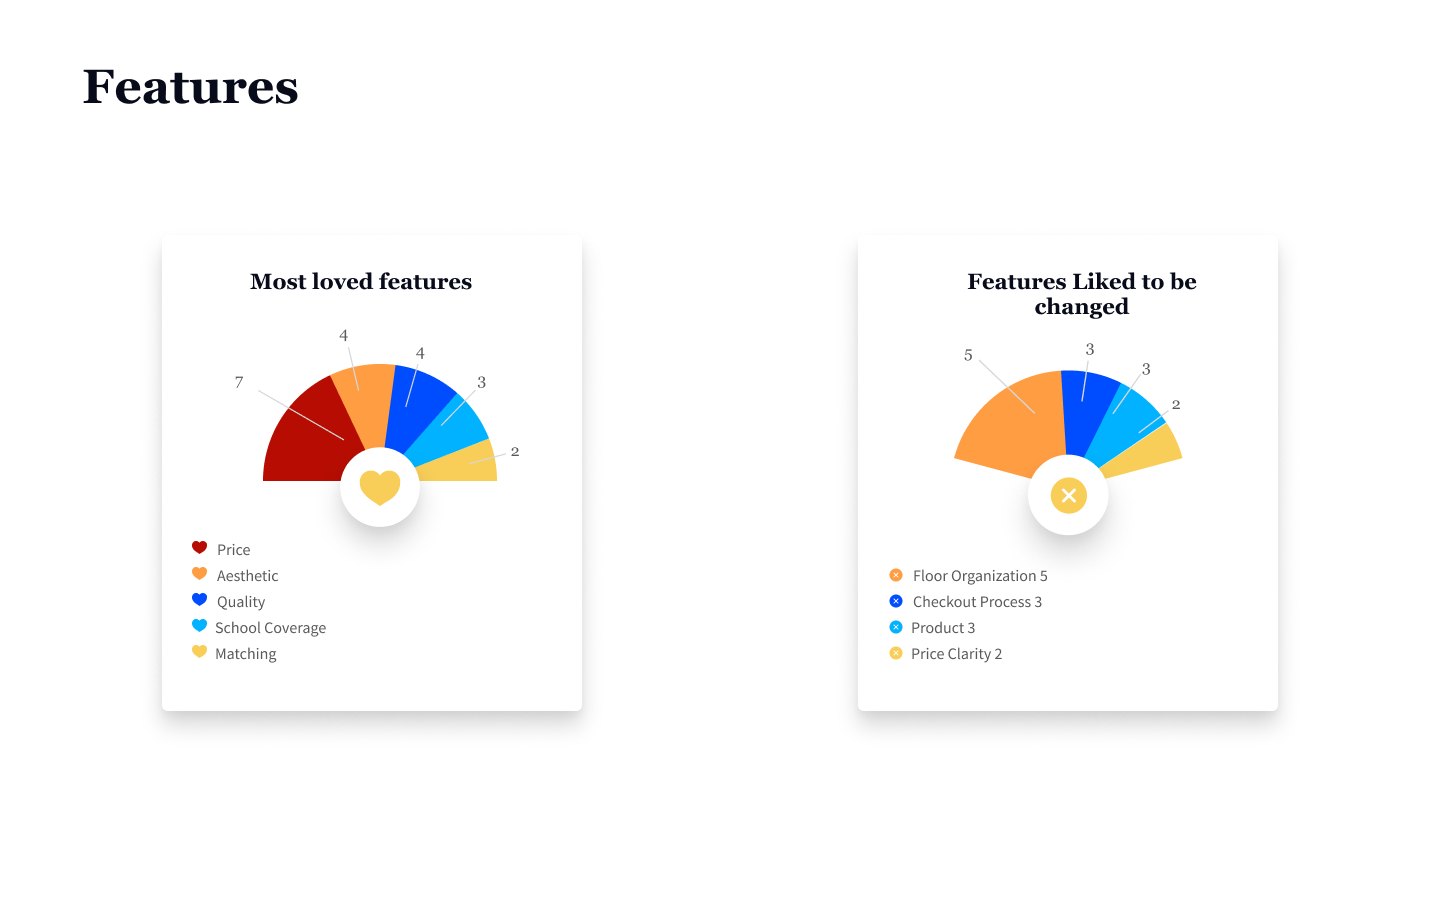 Features
Most loved features
4
4
7
3
2
Price
Aesthetic
Quality
School Coverage
Matching
Features Liked to be
changed
3
5
3
2
Floor Organization 5
Checkout Process 3
Product 3
Price Clarity 2